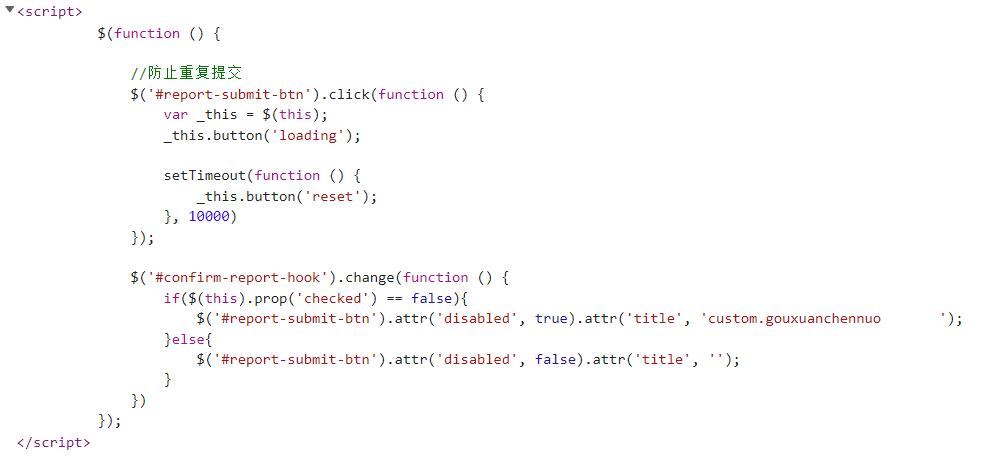 <script>
$(function () {
//防止重复提交
$('#report-submit-btn').click(function () {
var _this = $(this);
_this.button('loading');
setTimeout(function () {
_this.button('reset');
}, 10000)
});
$('#confirm-report-hook').change(function () {
if($(this).prop('checked') == false){
$('#report-submit-btn').attr('disabled', true).attr('title', 'custom.gouxuanchennuo       ');
}else{
$('#report-submit-btn').attr('disabled', false).attr('title', '');
}
})
});
</script>